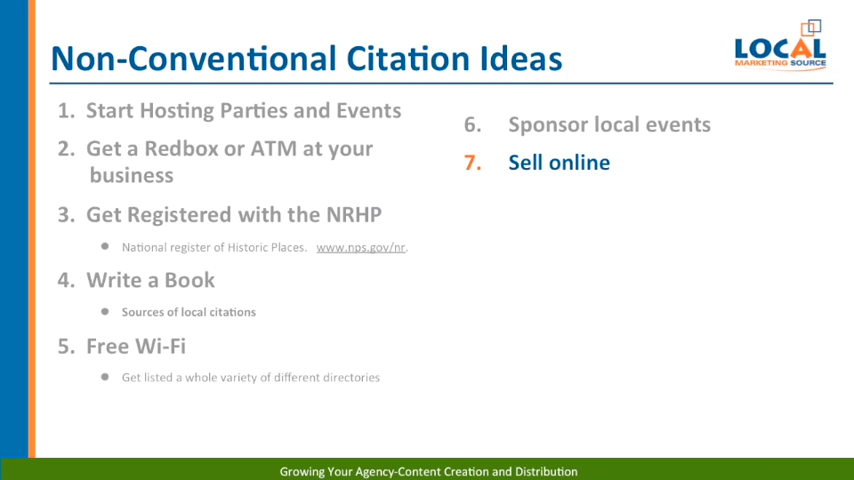 Non-Conventional Citation Ideas
LOCAL
MARKETING SOURCE
1. Start Hosting Parties and Events
2. Get a Redbox or ATM at your
business
3. Get Registered with the NRHP
● National register of Historic Places. www.nps.gov/nr.
4. Write a Book
● Sources of local citations
5. Free Wi-Fi
● Get listed a whole variety of different directories
6. Sponsor local events
7. Sell online
Growing Your Agency-Content Creation and Distribution